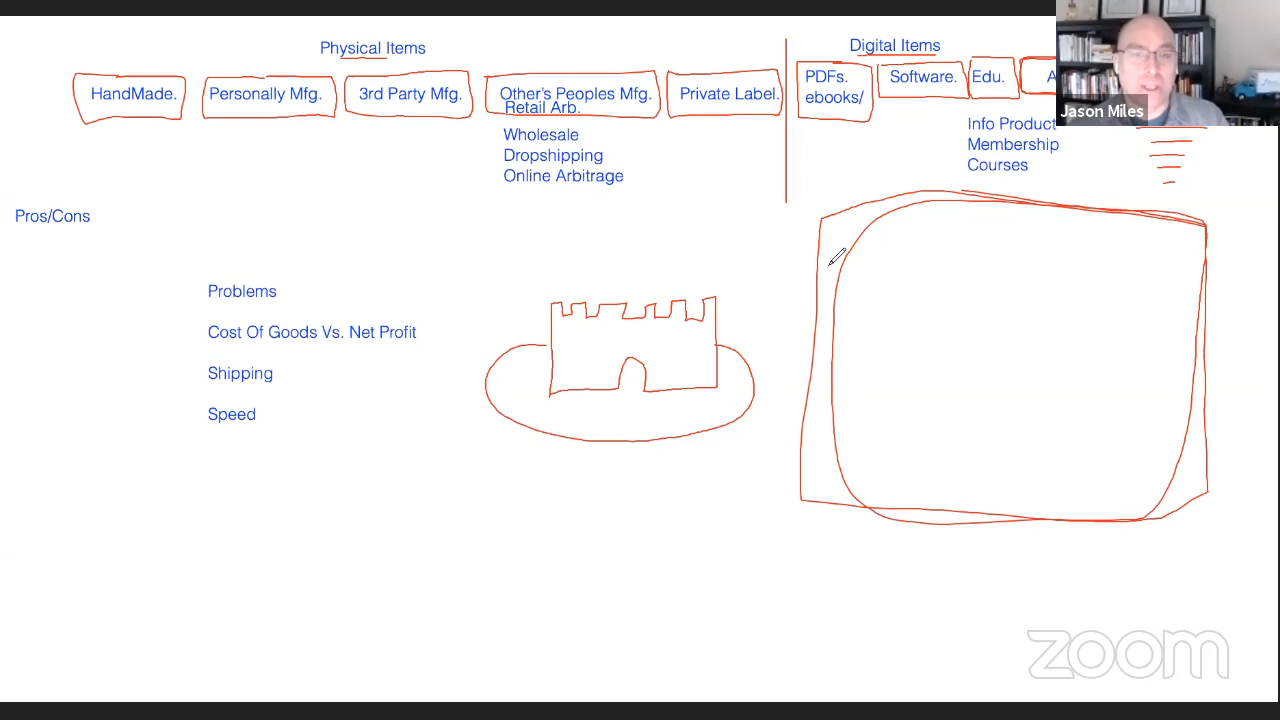 Physical Items
Digital Items
HandMade.
Personally Mfg.
3rd Party Mfg.
Other's Peoples Mfg.
Retail Arb.
Wholesale
Dropshipping
Online Arbitrage
Private Label.
PDFs.
ebooks/
Software.
Edu.
A
Info Product
Membership
Courses
Jason Miles
Pros/Cons
Problems
Cost Of Goods Vs. Net Profit
Shipping
Speed
zoom